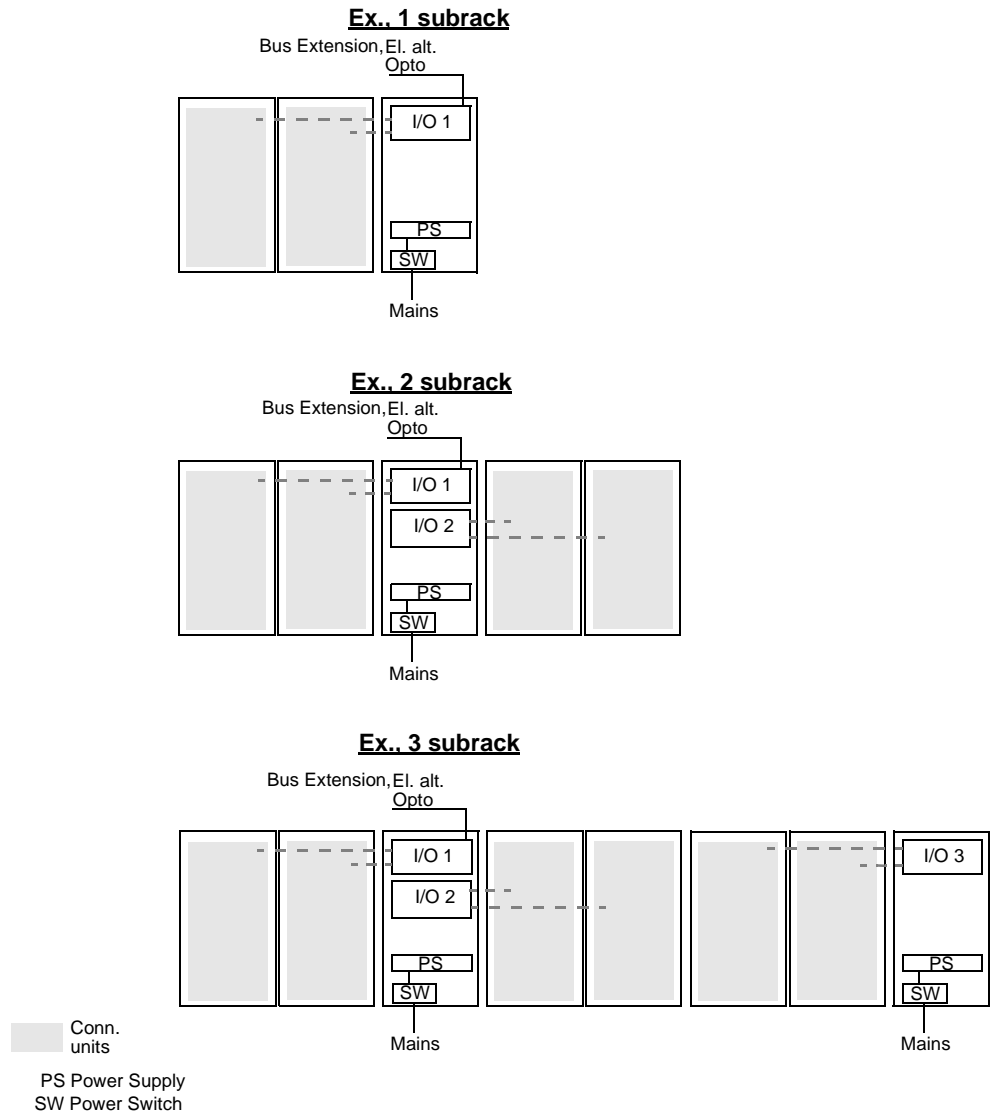 Ex., 1 subrack
Bus Extension, El. alt.
Opto
I/O 1
PS
SW
Mains
Ex., 2 subrack
Bus Extension, El. alt.
Opto
I/O 1
I/O 2
PS
SW
Mains
Ex., 3 subrack
Bus Extension, El. alt.
Opto
I/O 1
I/O 3
I/O 2
PS
PS
SW
SW
Mains
Mains
Conn.
units
PS Power Supply
SW Power Switch